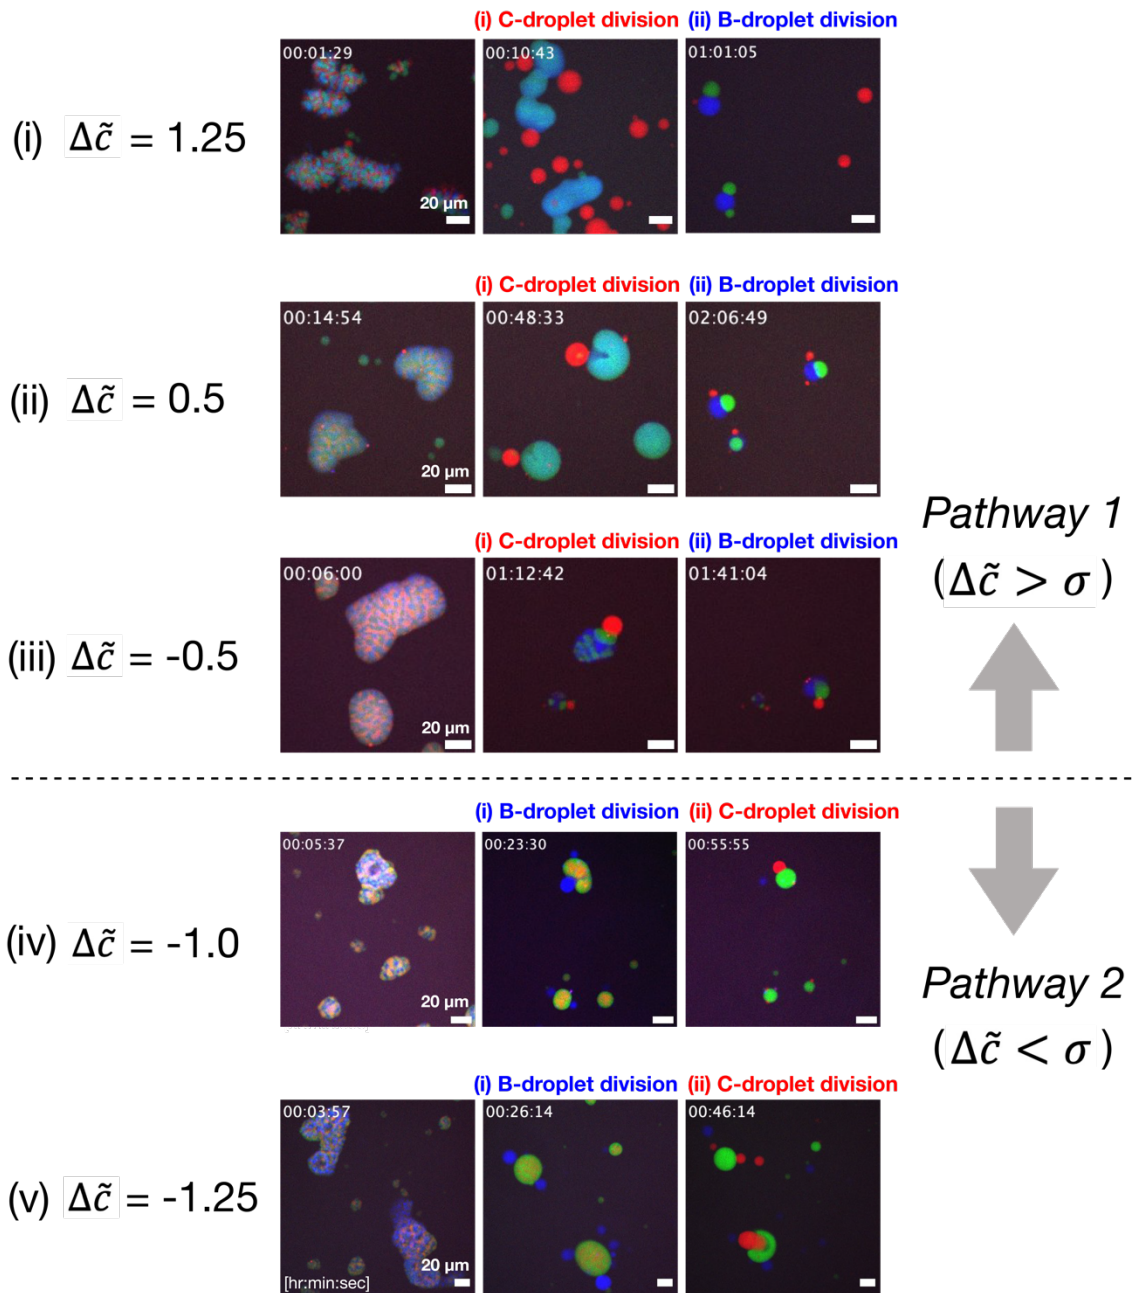 (i) C-droplet division (ii) B-droplet division
00:01:29 00:10:43 01:01:05
(i) Δc̃ = 1.25
20 μm
(i) C-droplet division (ii) B-droplet division
00:14:54 00:48:33 02:06:49
(ii) Δc̃ = 0.5
20 μm
Pathway 1
(Δc̃ > σ)
(i) C-droplet division (ii) B-droplet division
00:06:00 01:12:42 01:41:04
(iii) Δc̃ = -0.5
20 μm
(i) B-droplet division (ii) C-droplet division
00:05:37 00:23:30 00:55:55
(iv) Δc̃ = -1.0
20 μm
Pathway 2
(Δc̃ < σ)
(i) B-droplet division (ii) C-droplet division
00:03:57 00:26:14 00:46:14
(v) Δc̃ = -1.25
20 μm
[hr:min:sec]